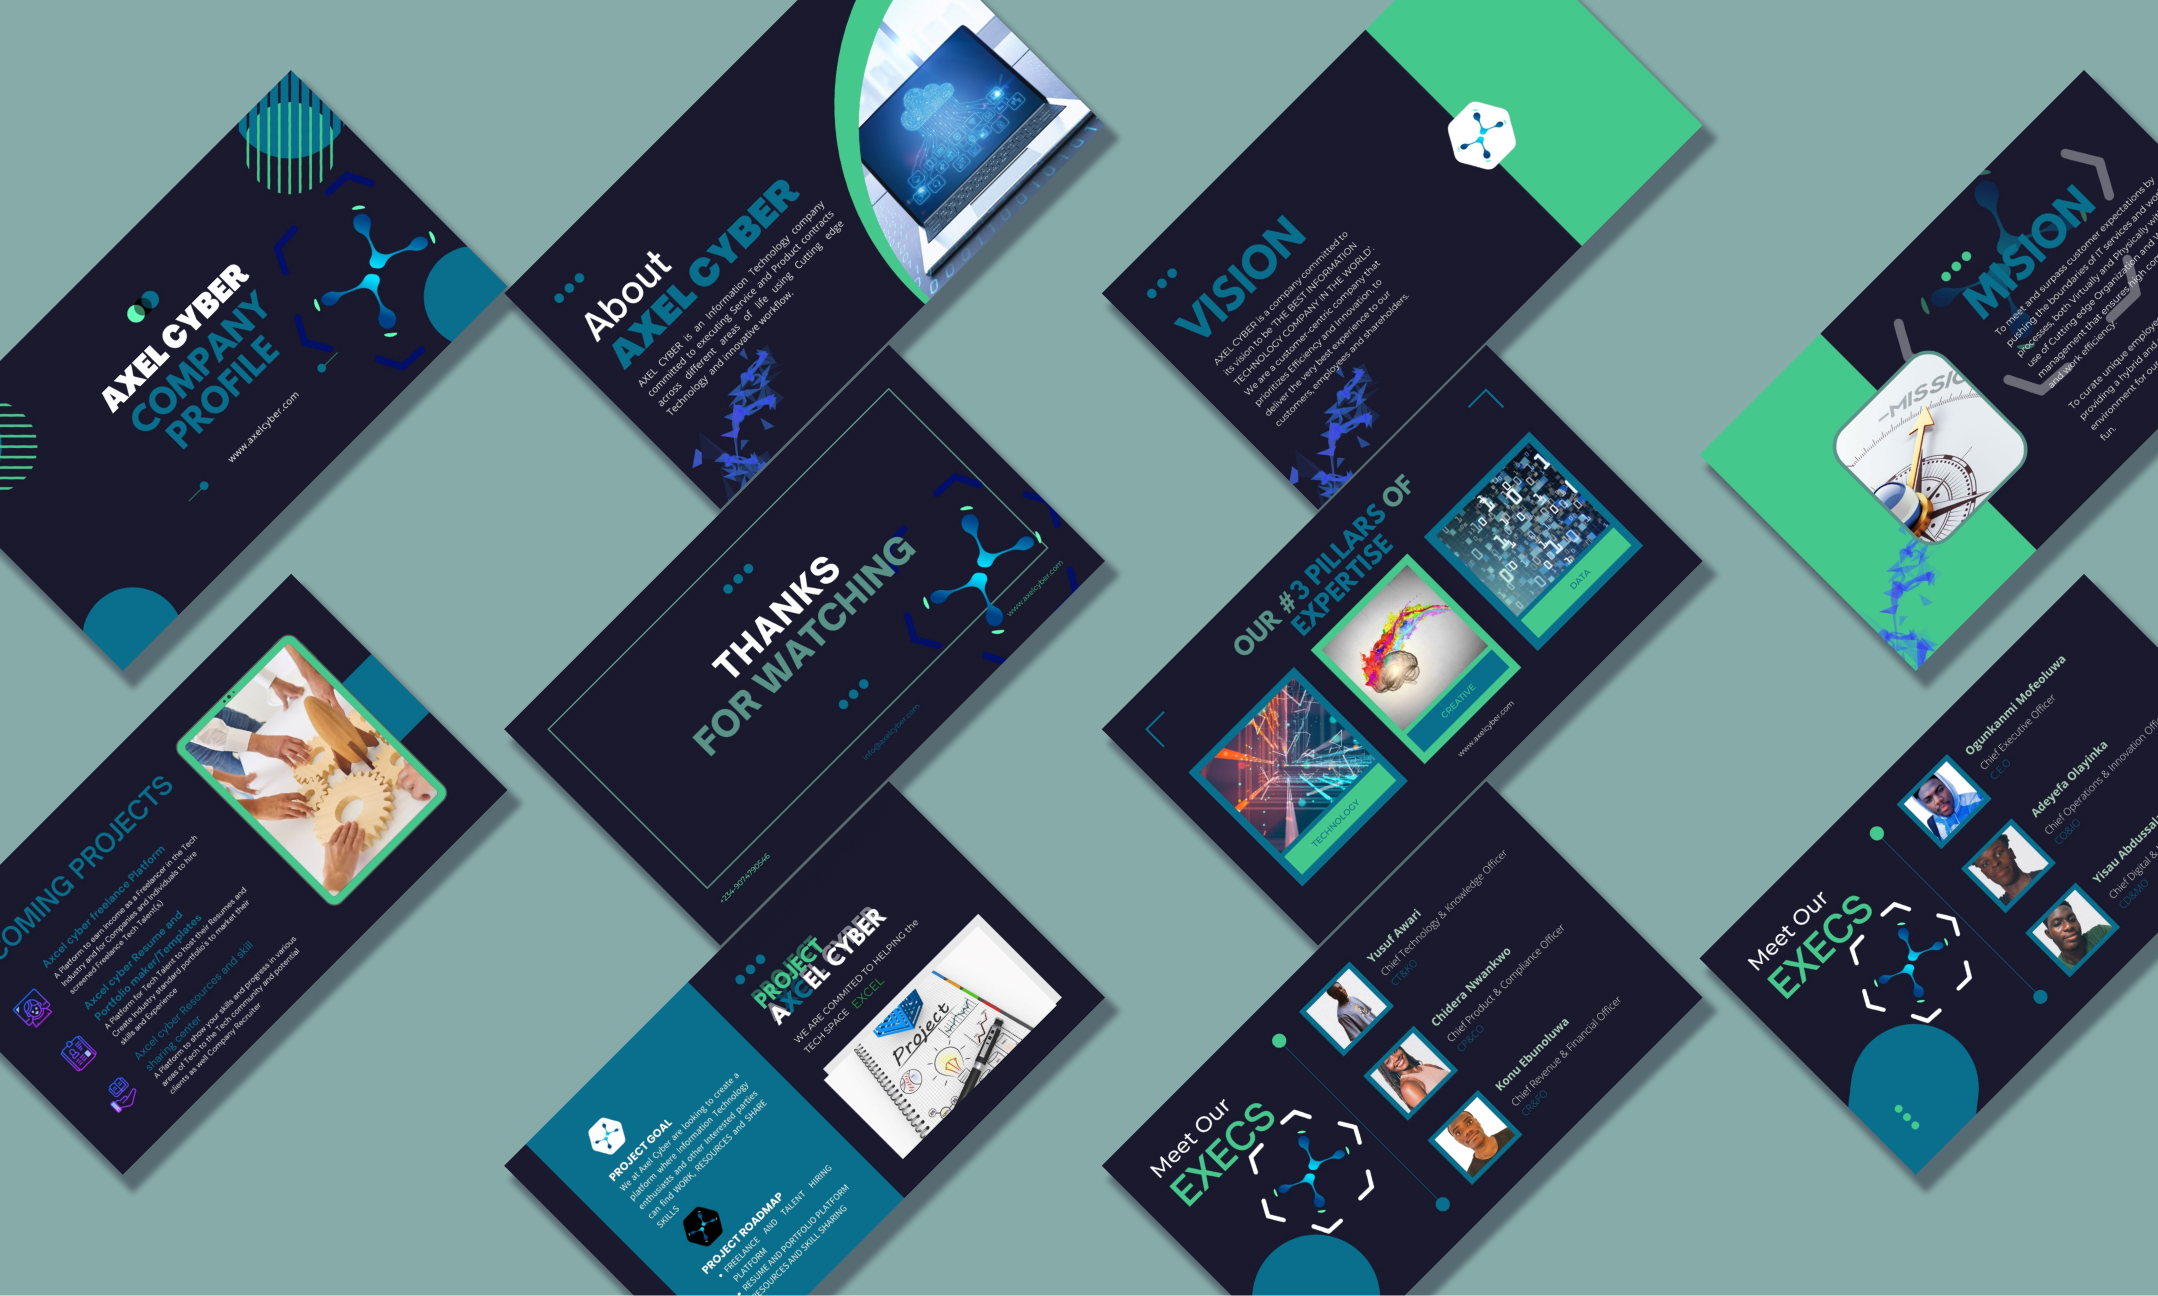 AXEL CYBER
COMPANY
PROFILE
www.axelcyber.com
About
AXEL CYBER
AXEL CYBER is an Information Technology company
committed to executing Service and Product contracts
across different areas of life using Cutting edge
Technology and innovative workflow.
VISION
AXEL CYBER is a company committed to
its vision to be 'THE BEST INFORMATION
TECHNOLOGY COMPANY IN THE WORLD'.
We are a customer-centric company that
prioritizes Efficiency and Innovation, to
deliver the very best experience to our
customers, employees and shareholders.
MISION
To meet and surpass customer expectations by
pushing the boundaries of IT services and
processes, both Virtually and Physically
use of Cutting edge Organization and
management that ensures high
and work efficiency.
To curate unique
providing a hybrid and
environment for our
fun.
MISSIO
COMING PROJECTS
Axcel cyber freelance Platform
A Platform to earn income as a Freelancer in the Tech
Industry and for Companies and Individuals to hire
screened Freelance Tech Talent(s)
Axcel cyber Resume and
Portfolio maker/Templates
A Platform for Tech Talent to host their Resumes and
Create industry standard portfolio's to market their
skills and Experience
Axcel cyber Resources and skill
sharing center
A Platform to show your skills and progress in various
areas of Tech to the Tech community and potential
clients as well Company Recruiter
THANKS
FOR WATCHING
www.axelcyber.com
info@axelcyber.com
+234-9074790546
OUR #3 PILLARS OF
EXPERTISE
TECHNOLOGY
CREATIVE
DATA
www.axelcyber.com
PROJECT
AXCEL CYBER
WE ARE COMMITED TO HELPING the
TECH SPACE EXCEL
Project
PROJECT GOAL
We at Axel Cyber are looking to create a
platform where Information Technology
enthusiasts and other interested parties
can find WORK, RESOURCES and SHARE
SKILLS
PROJECT ROADMAP
• FREELANCE AND TALENT HIRING
PLATFORM
• RESUME AND PORTFOLIO PLATFORM
RESOURCES AND SKILL SHARING
Meet Our
EXECS
Yusuf Awari
Chief Technology & Knowledge Officer
CT&KO
Chidera Nwankwo
Chief Product & Compliance Officer
CP&CO
Konu Ebunoluwa
Chief Revenue & Financial Officer
CR&FO
Meet Our
EXECS
Ogunkanmi Mofeoluwa
Chief Executive Officer
C.E.O
Adeyefa Olayinka
Chief Operations & Innovation
CO&IO
Yisau
Chief Digital &
CD&MO